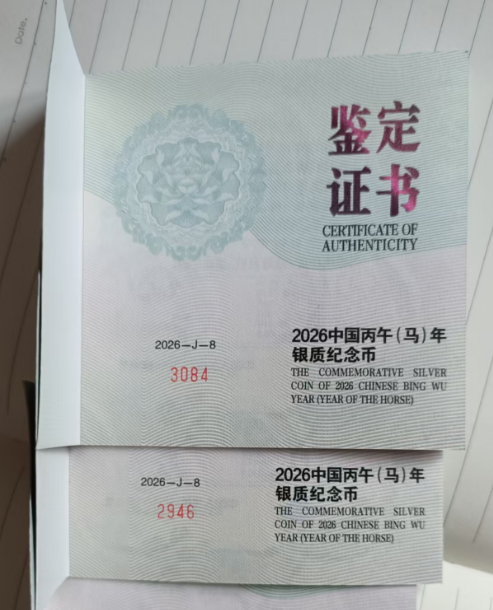 Date.
鉴定
证书
CERTIFICATE OF
AUTHENTICITY
2026-J-8
3084
2026中国丙午(马)年
银质纪念币
THE COMMEMORATIVE SILVER
COIN OF 2026 CHINESE BING WU
YEAR (YEAR OF THE HORSE)
2026-J-8
2946
2026中国丙午(马)年
银质纪念币
THE COMMEMORATIVE SILVER
COIN OF 2026 CHINESE BING WU
YEAR (YEAR OF THE HORSE)